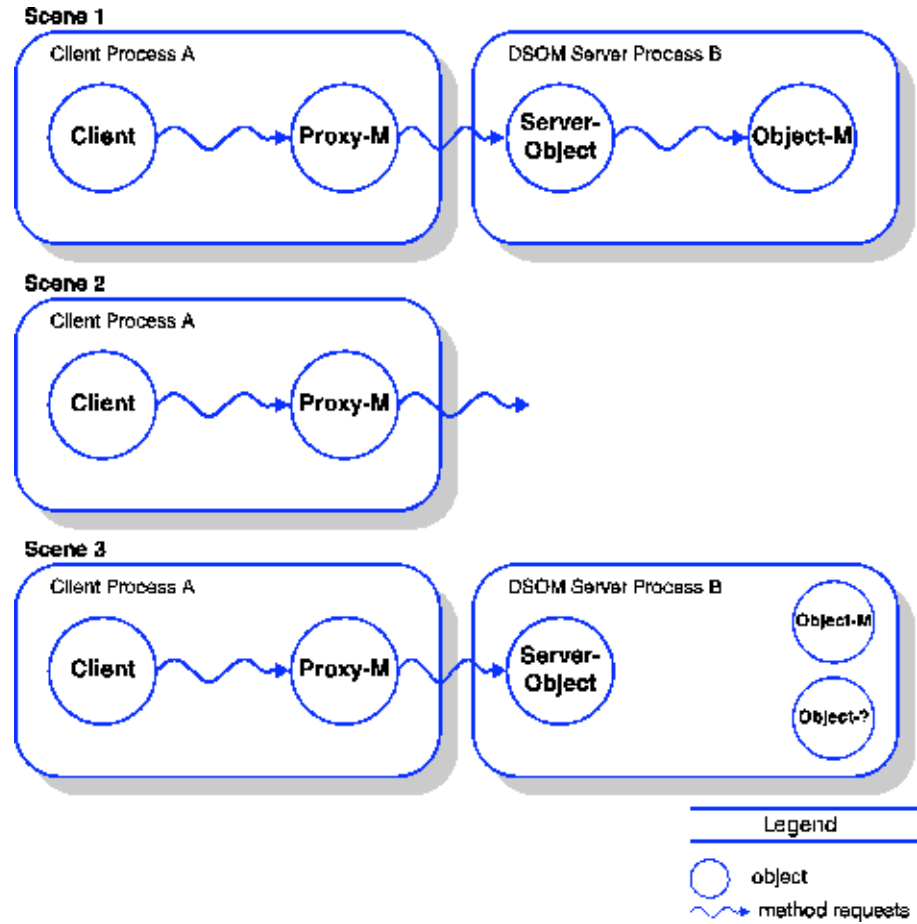 Scene 1
Client Process A
DSOM Server Process B
Client
Proxy-M
Server-
Object
Object-M
Scene 2
Client Process A
Client
Proxy-M
Scene 3
Client Process A
DSOM Server Process B
Client
Proxy-M
Server-
Object
Object-M
Object-?
Legend
object
method requests